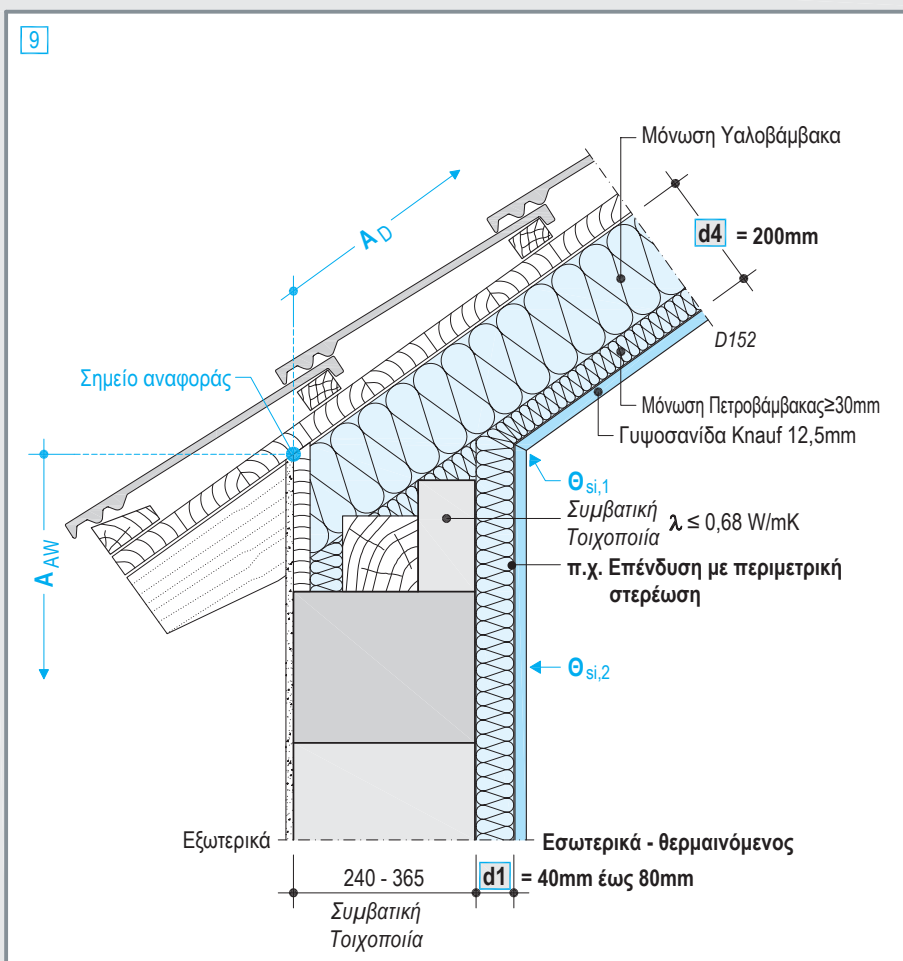 9
Μόνωση Υαλοβάμβακα
d4 = 200mm
A D
D152
Σημείο αναφοράς
Μόνωση Πετροβάμβακας≥30mm
Γυψοσανίδα Knauf 12,5mm
Θsi,1
Συμβατική
Τοιχοποιία λ ≤ 0,68 W/mK
π.χ. Επένδυση με περιμετρική
στερέωση
A AW
Θsi,2
Εξωτερικά
Εσωτερικά - θερμαινόμενος
240 - 365
d1 = 40mm έως 80mm
Συμβατική
Τοιχοποιία